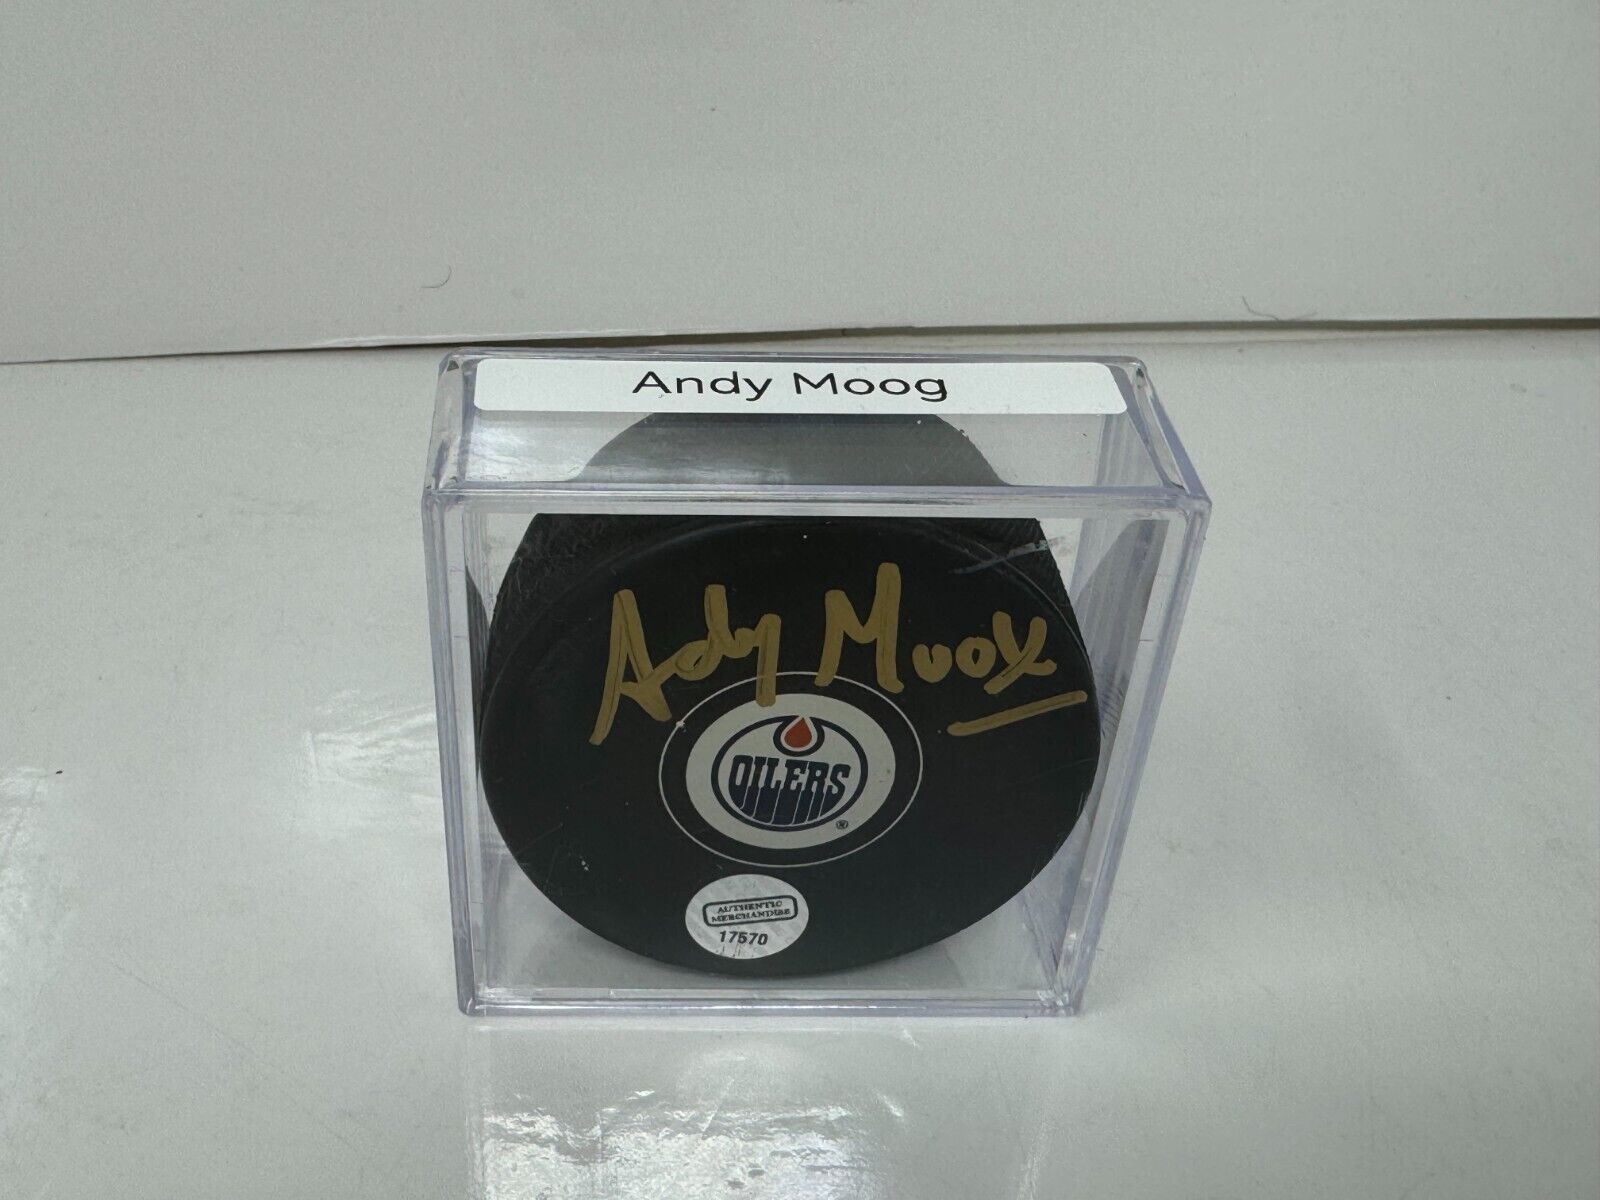 Andy Moog
Andy Moog
OILERS
®
AUTHENTIC
MERCHANDISE
17570